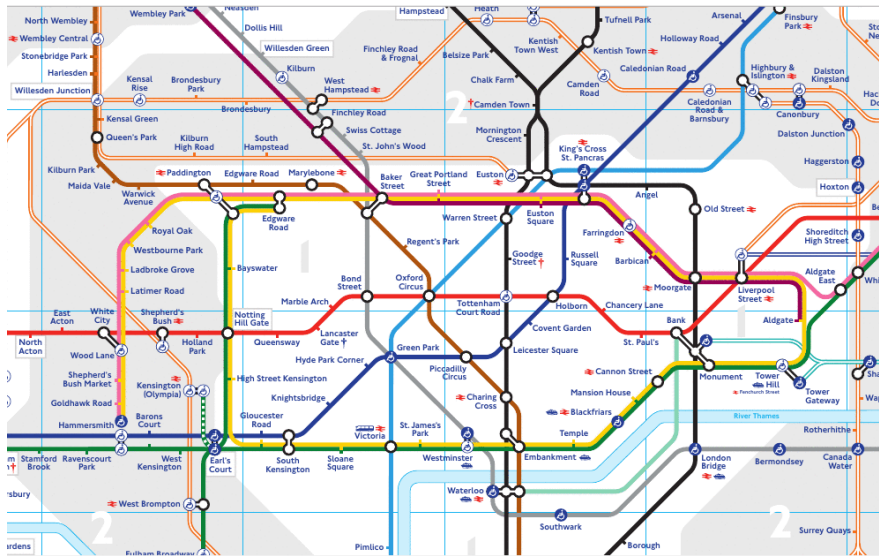 Wembley Park
Neasden
Dollis Hill
Hampstead
Heath
Tufnell Park
Arsenal
Finsbury
Park
North Wembley
Wembley Central
Stonebridge Park
Harlesden
Willesden Junction
Kensal
Rise
Brondesbury
Park
Brondesbury
Willesden Green
Kilburn
West
Hampstead
Finchley Road
& Frognal
Belsize Park
Chalk Farm
Camden Town
2
Kentish
Town West
Kentish Town
Camden
Road
Holloway Road
Caledonian Road
Caledonian
Road &
Barnsbury
Highbury &
Islington
Canonbury
Dalston
Kingsland
Dalston Junction
Haggerston
Hoxton
Shoreditch
High Street
Kensal Green
Queen's Park
Kilburn
High Road
South
Hampstead
Finchley Road
Swiss Cottage
St. John's Wood
Mornington
Crescent
Euston
King's Cross
St. Pancras
Kilburn Park
Maida Vale
Warwick
Avenue
Paddington
Edgware Road
Marylebone
Baker
Street
Great Portland
Street
Warren Street
Euston
Square
Angel
Old Street
Farringdon
Barbican
Moorgate
Liverpool
Street
Aldgate
East
Aldgate
Royal Oak
Westbourne Park
Ladbroke Grove
Latimer Road
Edgware
Road
1
Bayswater
Regent's Park
Goodge
Street
Russell
Square
East
Acton
North
Acton
White
City
Wood Lane
Shepherd's
Bush
Holland
Park
Notting
Hill Gate
Queensway
Lancaster
Gate
Marble Arch
Bond
Street
Oxford
Circus
Tottenham
Court Road
Holborn
Chancery Lane
St. Paul's
Bank
1
Covent Garden
Leicester Square
Hyde Park Corner
Green Park
Piccadilly
Circus
Charing
Cross
Cannon Street
Mansion House
Blackfriars
Monument
Tower
Hill
Fenchurch Street
Tower
Gateway
River Thames
Shepherd's
Bush Market
Goldhawk Road
Hammersmith
Kensington
(Olympia)
Barons
Court
High Street Kensington
Knightsbridge
Gloucester
Road
Victoria
St. James's
Park
Westminster
Embankment
Temple
London
Bridge
Bermondsey
Rotherhithe
Canada
Water
Stamford
Brook
Ravenscourt
Park
West
Kensington
Earl's
Court
South
Kensington
Sloane
Square
Waterloo
Southwark
West Brompton
2
Fulham Broadway
Pimlico
Borough
2
Surrey Quays